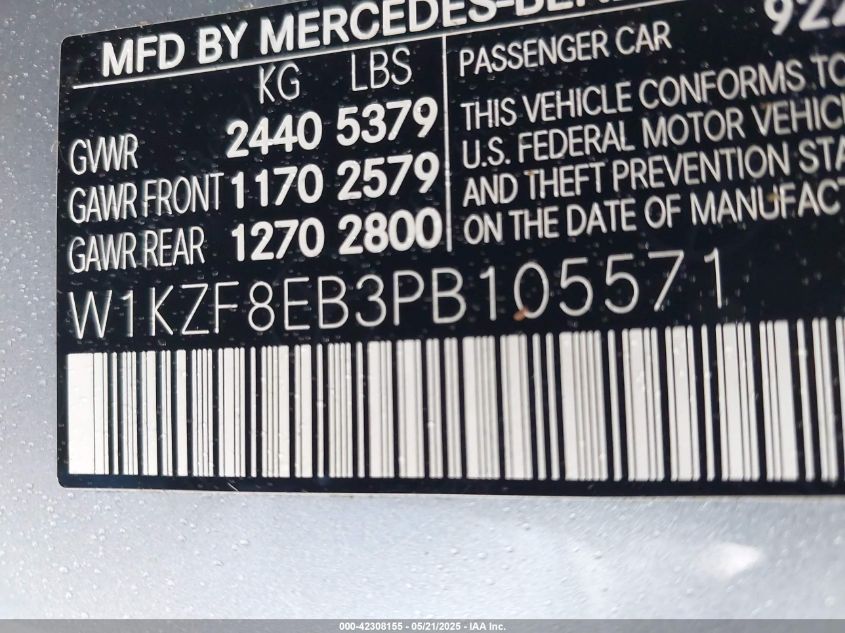 MFD BY MERCEDES-BEN
KG LBS
GVWR 2440 5379
GAWR FRONT 1170 2579
GAWR REAR 1270 2800
PASSENGER CAR 922
THIS VEHICLE CONFORMS TO
U.S. FEDERAL MOTOR VEHIC
AND THEFT PREVENTION STA
ON THE DATE OF MANUFACT
W1KZF8EB3PB105571
000-42308155 - 05/21/2025 - IAA Inc.